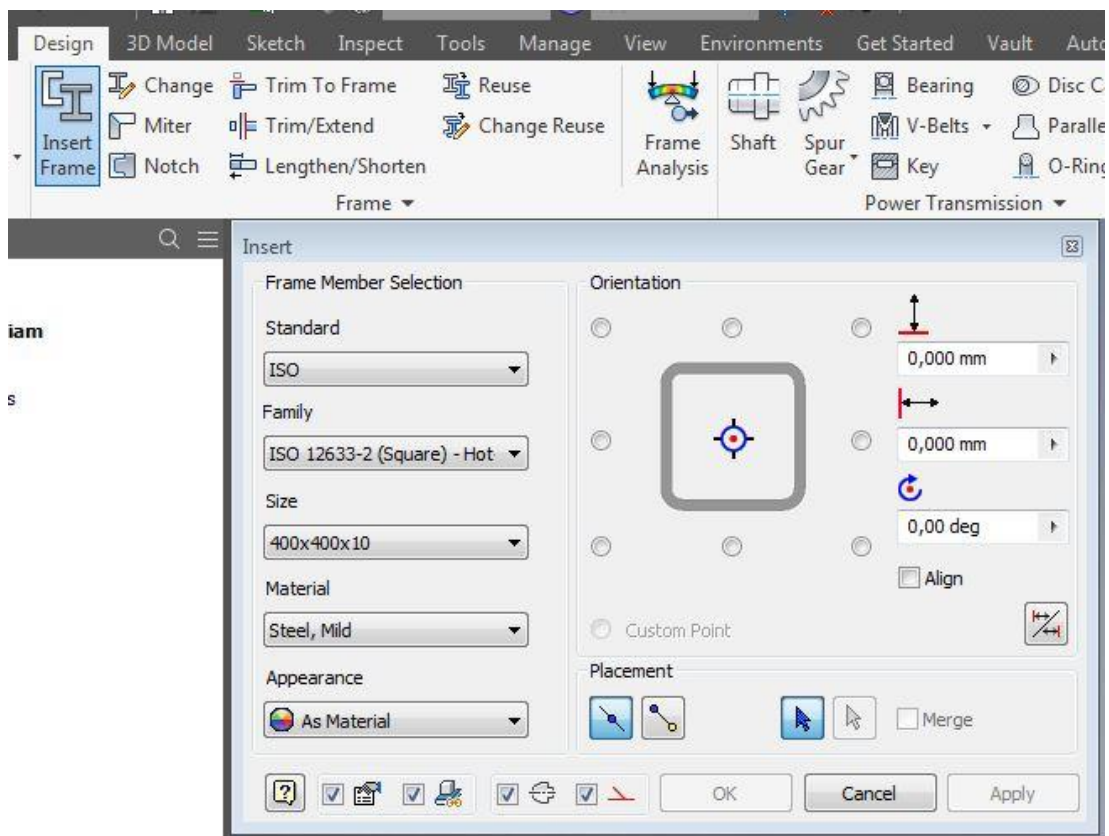 Design 3D Model Sketch Inspect Tools Manage View Environments Get Started Vault Auto
Change Trim To Frame Reuse Bearing Disc C
Miter Trim/Extend Change Reuse V-Belts Paralle
Insert Frame Notch Lengthen/Shorten Frame Analysis Shaft Spur Gear Key O-Ring
Frame Power Transmission
Insert
Frame Member Selection Orientation
iam
Standard
ISO 0,000 mm
s
Family
ISO 12633-2 (Square) - Hot 0,000 mm
Size
400x400x10 0,00 deg
Material Align
Steel, Mild Custom Point
Appearance Placement
As Material Merge
OK Cancel Apply